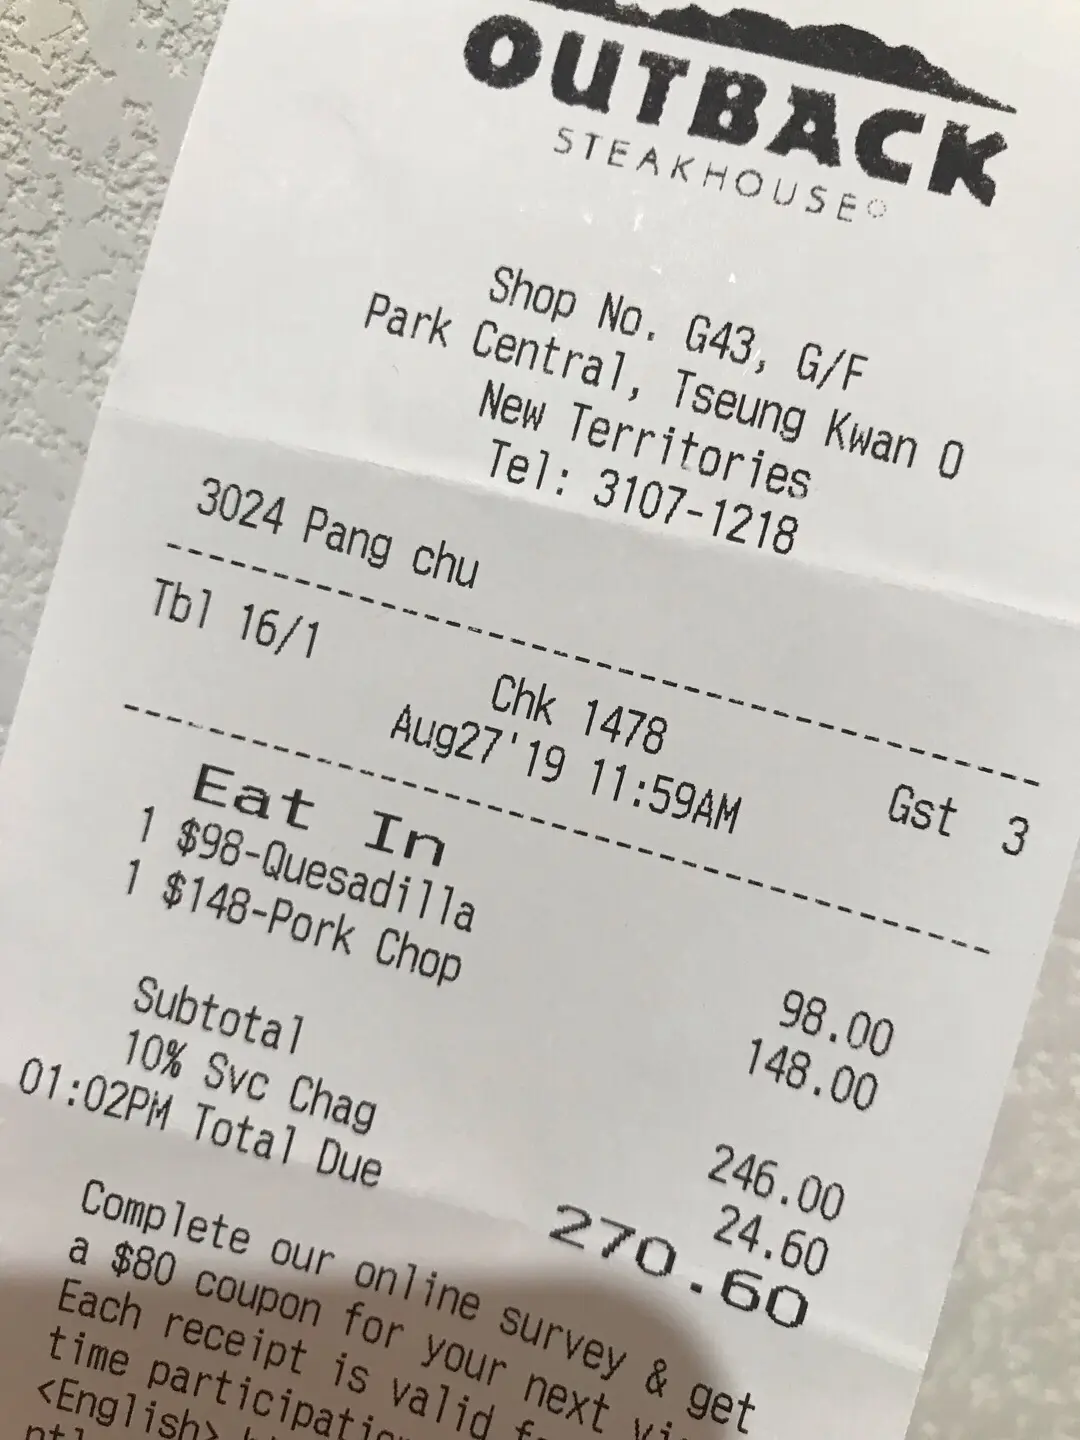 OUTBACK
STEAKHOUSE®
Shop No. G43, G/F
Park Central, Tseung Kwan O
New Territories
Tel: 3107-1218
3024 Pang chu
Tbl 16/1 Chk 1478 Gst 3
Aug27'19 11:59AM
Eat In
1 $98-Quesadilla 98.00
1 $148-Pork Chop 148.00
Subtotal 246.00
10% Svc Chag 24.60
01:02PM Total Due 270.60
Complete our online survey & get
a $80 coupon for your next
Each receipt is valid
time
<English>